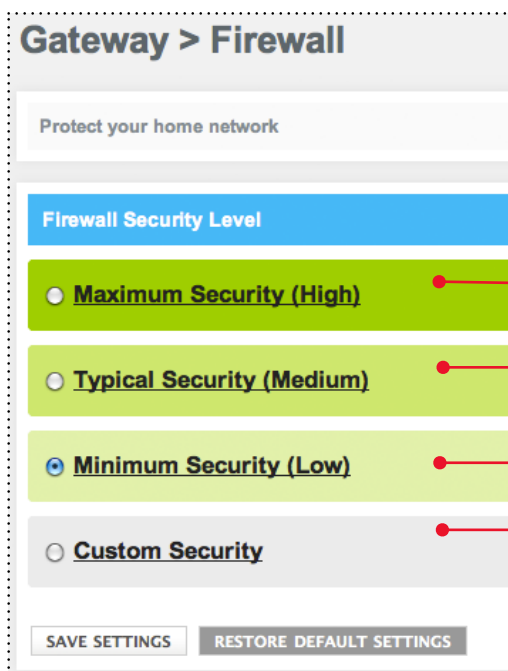 Gateway > Firewall
Protect your home network
Firewall Security Level
Maximum Security (High)
Typical Security (Medium)
Minimum Security (Low)
Custom Security
SAVE SETTINGS RESTORE DEFAULT SETTINGS